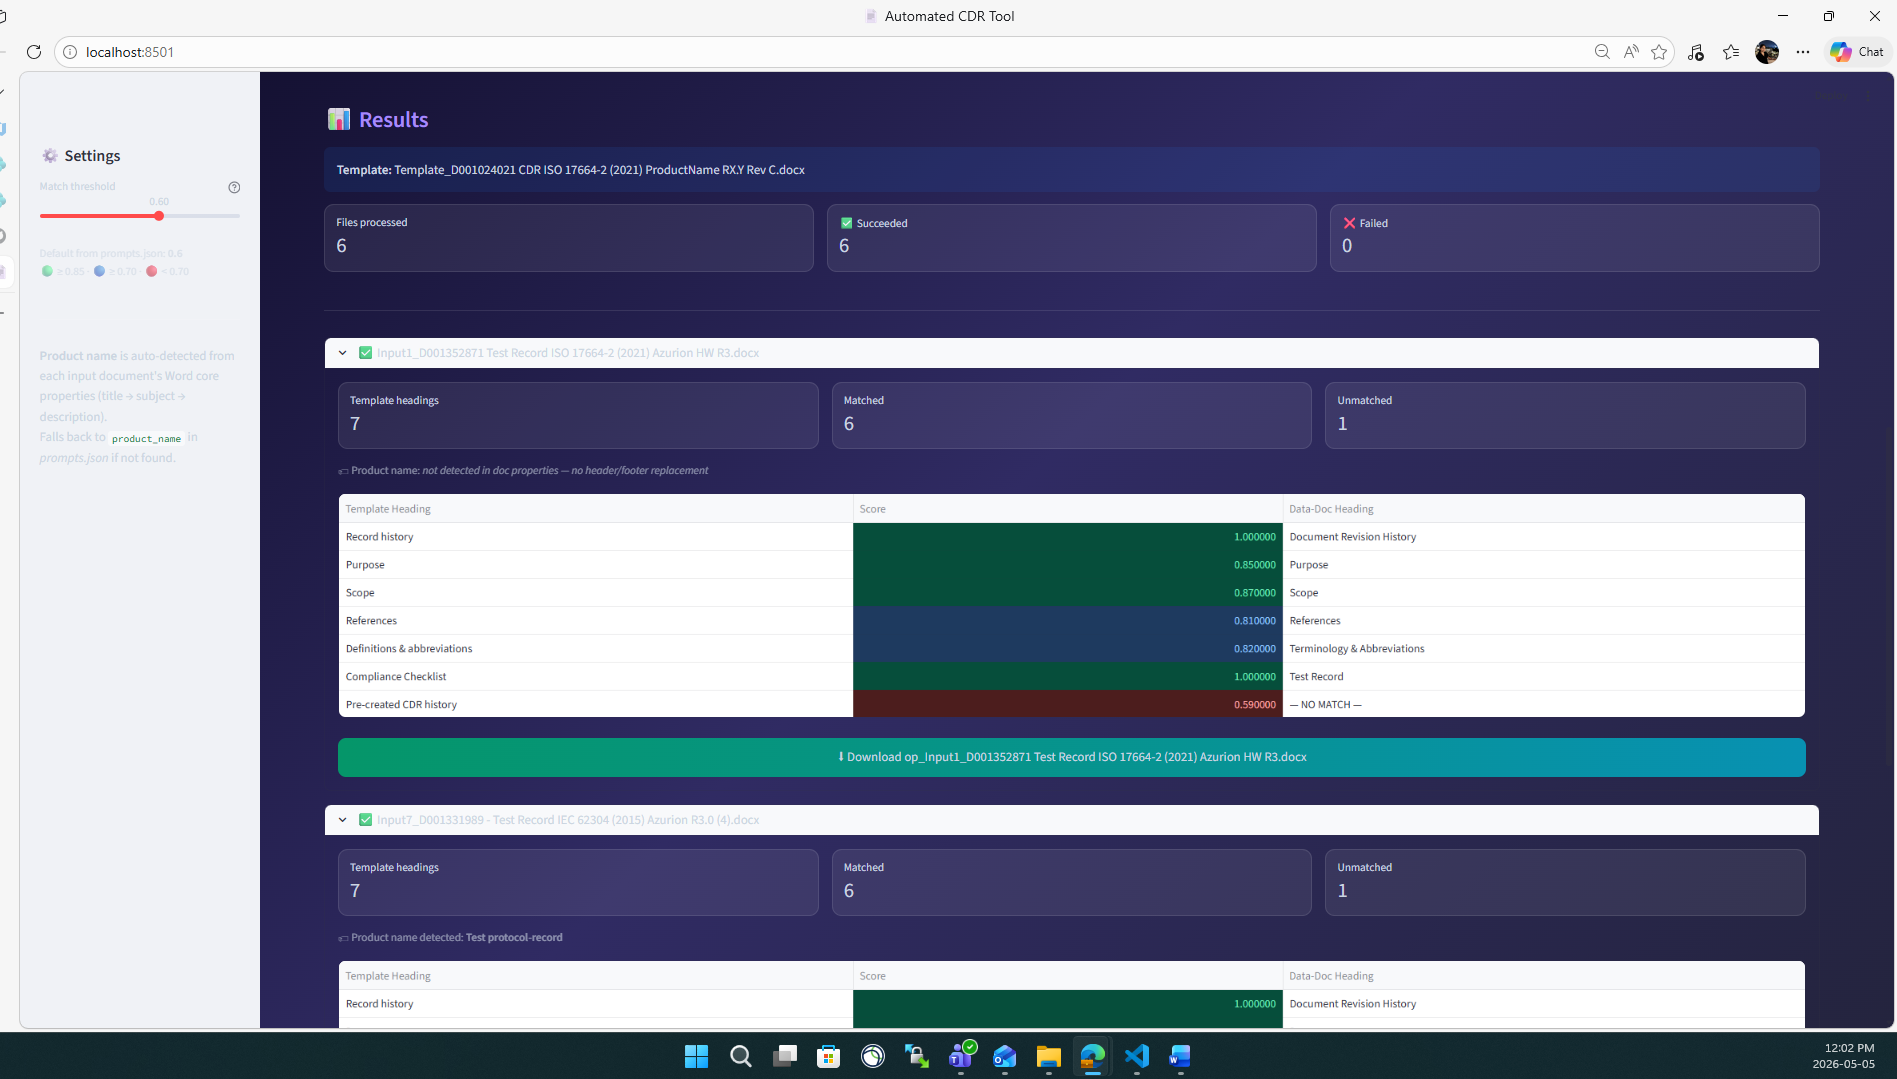 Automated CDR Tool
localhost:8501
Chat
Settings
Match threshold
0.60
Default from prompts.json: 0.6
≥ 0.85 · ≥ 0.70 · < 0.70
Product name is auto-detected from
each input document's Word core
properties (title → subject →
description).
Falls back to product_name in
prompts.json if not found.
Results
Template: Template_D001024021 CDR ISO 17664-2 (2021) ProductName RX.Y Rev C.docx
Files processed
6
Succeeded
6
Failed
0
Input1_D001352871 Test Record ISO 17664-2 (2021) Azurion HW R3.docx
Template headings
7
Matched
6
Unmatched
1
Product name: not detected in doc properties — no header/footer replacement
Template Heading Score Data-Doc Heading
Record history 1.000000 Document Revision History
Purpose 0.850000 Purpose
Scope 0.870000 Scope
References 0.810000 References
Definitions & abbreviations 0.820000 Terminology & Abbreviations
Compliance Checklist 1.000000 Test Record
Pre-created CDR history 0.590000 — NO MATCH —
⬇ Download op_Input1_D001352871 Test Record ISO 17664-2 (2021) Azurion HW R3.docx
Input7_D001331989 - Test Record IEC 62304 (2015) Azurion R3.0 (4).docx
Template headings
7
Matched
6
Unmatched
1
Product name detected: Test protocol-record
Template Heading Score Data-Doc Heading
Record history 1.000000 Document Revision History
12:02 PM
2026-05-05